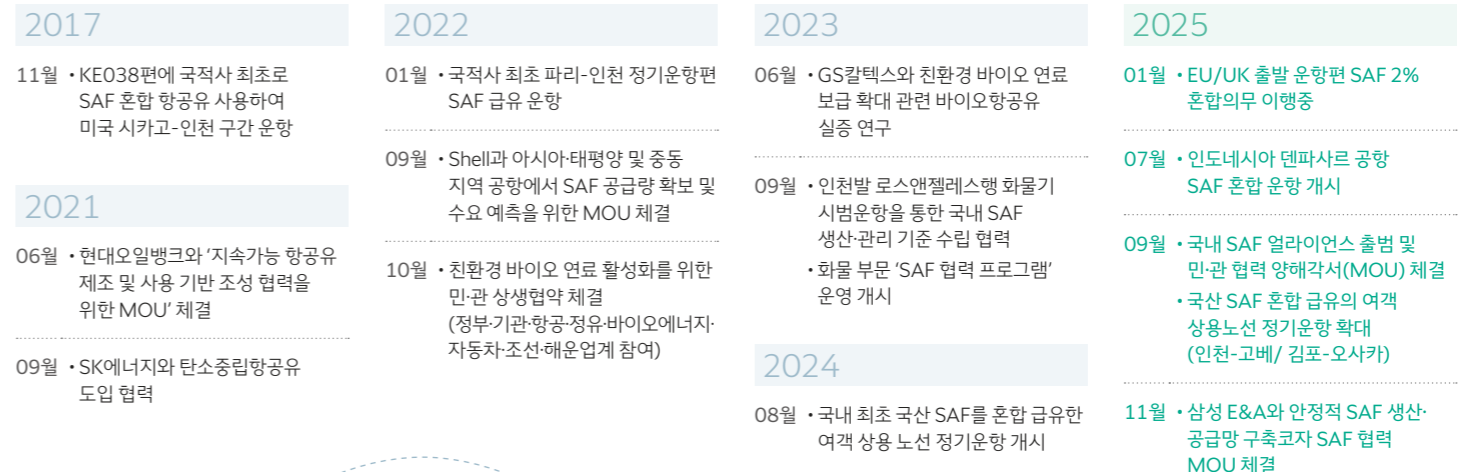 2017
11월 • KE038편에 국적사 최초로
SAF 혼합 항공유 사용하여
미국 시카고-인천 구간 운항
2021
06월 • 현대오일뱅크와 ‘지속가능 항공유
제조 및 사용 기반 조성 협력을
위한 MOU’ 체결
09월 • SK에너지와 탄소중립항공유
도입 협력
2022
01월 • 국적사 최초 파리-인천 정기운항편
SAF 급유 운항
09월 • Shell과 아시아·태평양 및 중동
지역 공항에서 SAF 공급량 확보 및
수요 예측을 위한 MOU 체결
10월 • 친환경 바이오 연료 활성화를 위한
민·관 상생협약 체결
(정부·기관·항공·정유·바이오에너지·
자동차·조선·해운업계 참여)
2023
06월 • GS칼텍스와 친환경 바이오 연료
보급 확대 관련 바이오항공유
실증 연구
09월 • 인천발 로스앤젤레스행 화물기
시범운항을 통한 국내 SAF
생산·관리 기준 수립 협력
• 화물 부문 ‘SAF 협력 프로그램’
운영 개시
2024
08월 • 국내 최초 국산 SAF를 혼합 급유한
여객 상용 노선 정기운항 개시
2025
01월 • EU/UK 출발 운항편 SAF 2%
혼합의무 이행중
07월 • 인도네시아 덴파사르 공항
SAF 혼합 운항 개시
09월 • 국내 SAF 얼라이언스 출범 및
민·관 협력 양해각서(MOU) 체결
• 국산 SAF 혼합 급유의 여객
상용노선 정기운항 확대
(인천-고베/ 김포-오사카)
11월 • 삼성 E&A와 안정적 SAF 생산·
공급망 구축코자 SAF 협력
MOU 체결